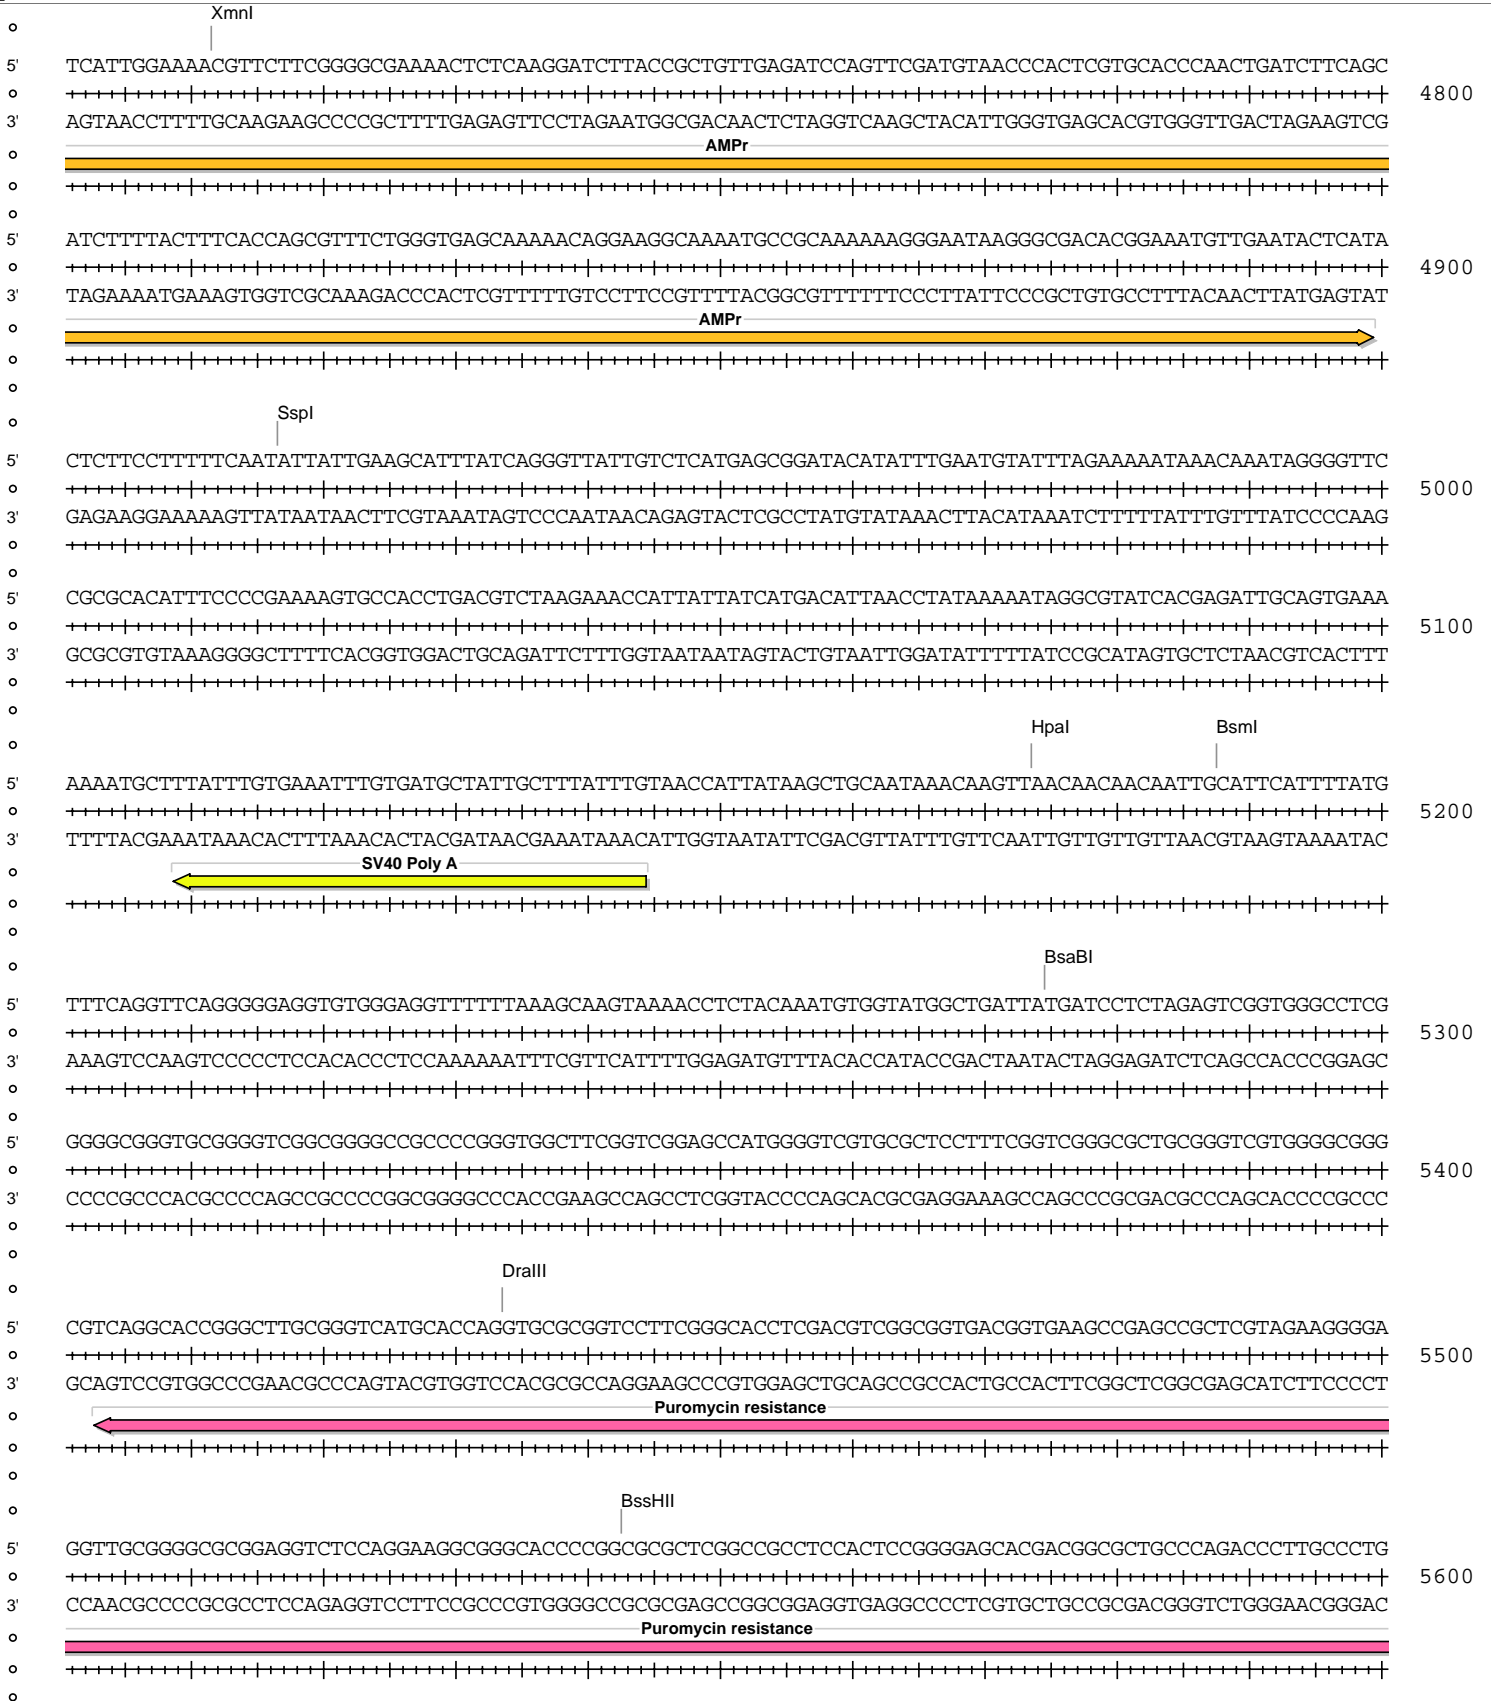 XmnI
5' TCATTGGAAAACGTTCTTCGGGGCGAAAACTCTCAAGGATCTTACCGCTGTTGAGATCCAGTTCGATGTAACCCACTCGTGCACCCAACTGATCTTCAGC
4800
3' AGTAACCTTTTGCAAGAAGCCCCGCTTTTGAGAGTTCCTAGAATGGCGACAACTCTAGGTCAAGCTACATTGGGTGAGCACGTGGGTTGACTAGAAGTCG
AMPr
5' ATCTTTTACTTTCACCAGCGTTTCTGGGTGAGCAAAAACAGGAAGGCAAAATGCCGCAAAAAAGGGAATAAGGGCGACACGGAAATGTTGAATACTCATA
4900
3' TAGAAAATGAAAGTGGTCGCAAAGACCCACTCGTTTTTGTCCTTCCGTTTTACGGCGTTTTTTCCCTTATTCCCGCTGTGCCTTTACAACTTATGAGTAT
AMPr
SspI
5' CTCTTCCTTTTTCAATATTATTGAAGCATTTATCAGGGTTATTGTCTCATGAGCGGATACATATTTGAATGTATTTAGAAAAATAAACAAATAGGGGTTC
5000
3' GAGAAGGAAAAAGTTATAATAACTTCGTAAATAGTCCCAATAACAGAGTACTCGCCTATGTATAAACTTACATAAATCTTTTTATTTGTTTATCCCCAAG
5' CGCGCACATTTCCCCGAAAAGTGCCACCTGACGTCTAAGAAACCATTATTATCATGACATTAACCTATAAAAATAGGCGTATCACGAGATTGCAGTGAAA
5100
3' GCGCGTGTAAAGGGGCTTTTCACGGTGGACTGCAGATTCTTTGGTAATAATAGTACTGTAATTGGATATTTTTATCCGCATAGTGCTCTAACGTCACTTT
HpaI BsmI
5' AAAATGCTTTATTTGTGAAATTTGTGATGCTATTGCTTTATTTGTAACCATTATAAGCTGCAATAAACAAGTTAACAACAACAATTGCATTCATTTTATG
5200
3' TTTTACGAAATAAACACTTTAAACACTACGATAACGAAATAAACATTGGTAATATTCGACGTTATTTGTTCAATTGTTGTTGTTAACGTAAGTAAAATAC
SV40 Poly A
BsaBI
5' TTTCAGGTTCAGGGGGAGGTGTGGGAGGTTTTTTAAAGCAAGTAAAACCTCTACAAATGTGGTATGGCTGATTATGATCCTCTAGAGTCGGTGGGCCTCG
5300
3' AAAGTCCAAGTCCCCCTCCACACCCTCCAAAAAATTTCGTTCATTTTGGAGATGTTTACACCATACCGACTAATACTAGGAGATCTCAGCCACCCGGAGC
5' GGGGCGGGTGCGGGGTCGGCGGGGCCGCCCCGGGTGGCTTCGGTCGGAGCCATGGGGTCGTGCGCTCCTTTCGGTCGGGCGCTGCGGGTCGTGGGGCGGG
5400
3' CCCCGCCCACGCCCCAGCCGCCCCGGCGGGGCCCACCGAAGCCAGCCTCGGTACCCCAGCACGCGAGGAAAGCCAGCCCGCGACGCCCAGCACCCCGCCC
DraIII
5' CGTCAGGCACCGGGCTTGCGGGTCATGCACCAGGTGCGCGGTCCTTCGGGCACCTCGACGTCGGCGGTGACGGTGAAGCCGAGCCGCTCGTAGAAGGGGA
5500
3' GCAGTCCGTGGCCCGAACGCCCAGTACGTGGTCCACGCGCCAGGAAGCCCGTGGAGCTGCAGCCGCCACTGCCACTTCGGCTCGGCGAGCATCTTCCCCT
Puromycin resistance
BssHII
5' GGTTGCGGGGCGCGGAGGTCTCCAGGAAGGCGGGCACCCCGGCGCGCTCGGCCGCCTCCACTCCGGGGAGCACGACGGCGCTGCCCAGACCCTTGCCCTG
5600
3' CCAACGCCCCGCGCCTCCAGAGGTCCTTCCGCCCGTGGGGCCGCGCGAGCCGGCGGAGGTGAGGCCCCTCGTGCTGCCGCGACGGGTCTGGGAACGGGAC
Puromycin resistance